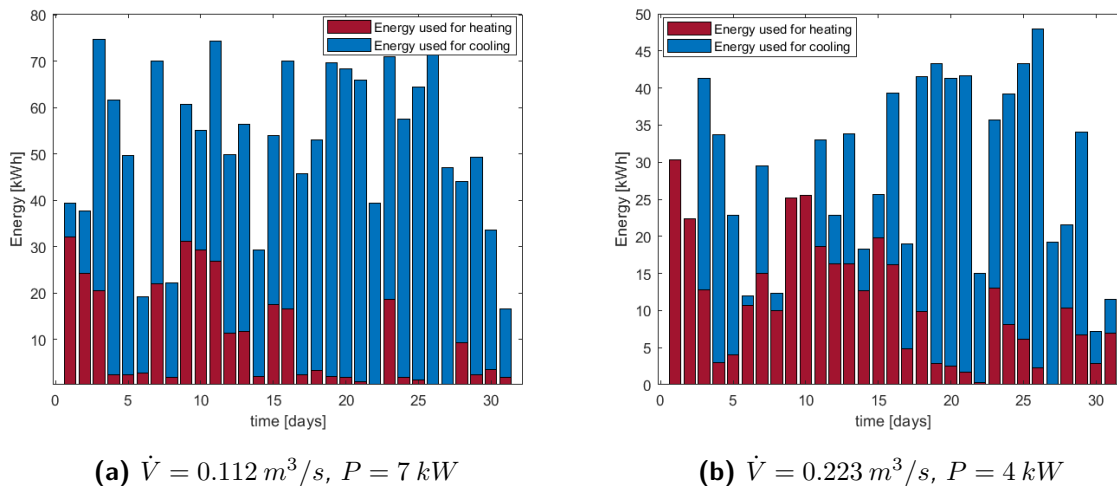 80
70
60
50
40
30
20
10
Energy [kWh]
Energy used for heating
Energy used for cooling
0 5 10 15 20 25 30
time [days]
(a) V̇ = 0.112 m³/s, P = 7 kW
50
45
40
35
30
25
20
15
10
5
0
Energy [kWh]
Energy used for heating
Energy used for cooling
0 5 10 15 20 25 30
time [days]
(b) V̇ = 0.223 m³/s, P = 4 kW